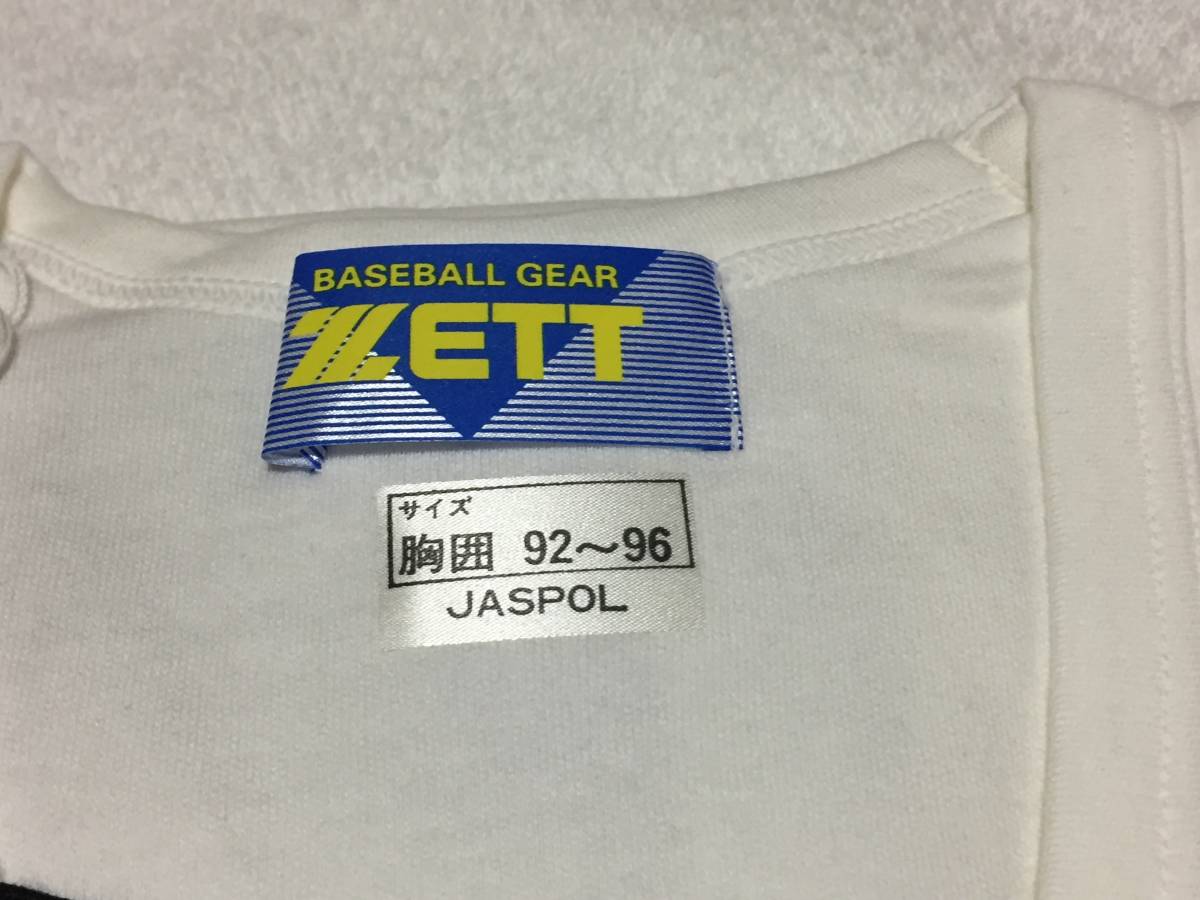 BASEBALL GEAR
ZETT
サイズ
胸囲 92～96
JASPOL